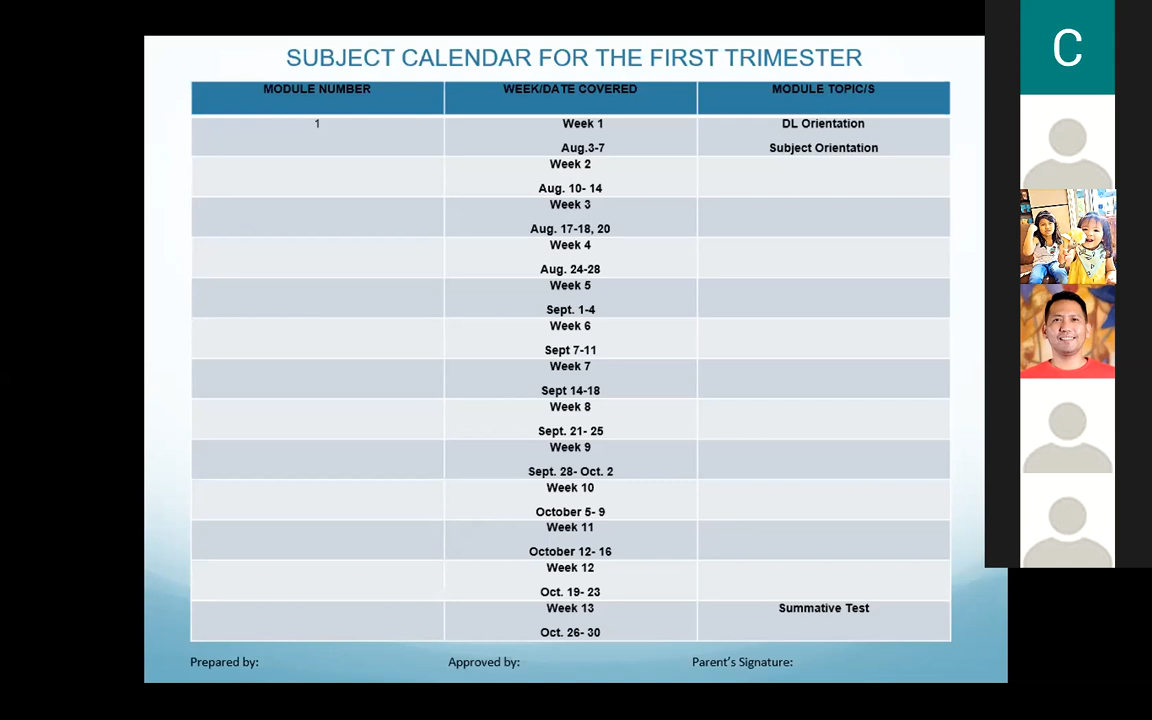 SUBJECT CALENDAR FOR THE FIRST TRIMESTER
MODULE NUMBER WEEK/DATE COVERED MODULE TOPIC/S
1 Week 1 DL Orientation
Aug.3-7 Subject Orientation
Week 2
Aug. 10- 14
Week 3
Aug. 17-18, 20
Week 4
Aug. 24-28
Week 5
Sept. 1-4
Week 6
Sept 7-11
Week 7
Sept 14-18
Week 8
Sept. 21- 25
Week 9
Sept. 28- Oct. 2
Week 10
October 5- 9
Week 11
October 12- 16
Week 12
Oct. 19- 23
Week 13 Summative Test
Oct. 26- 30
Prepared by: Approved by: Parent's Signature:
C